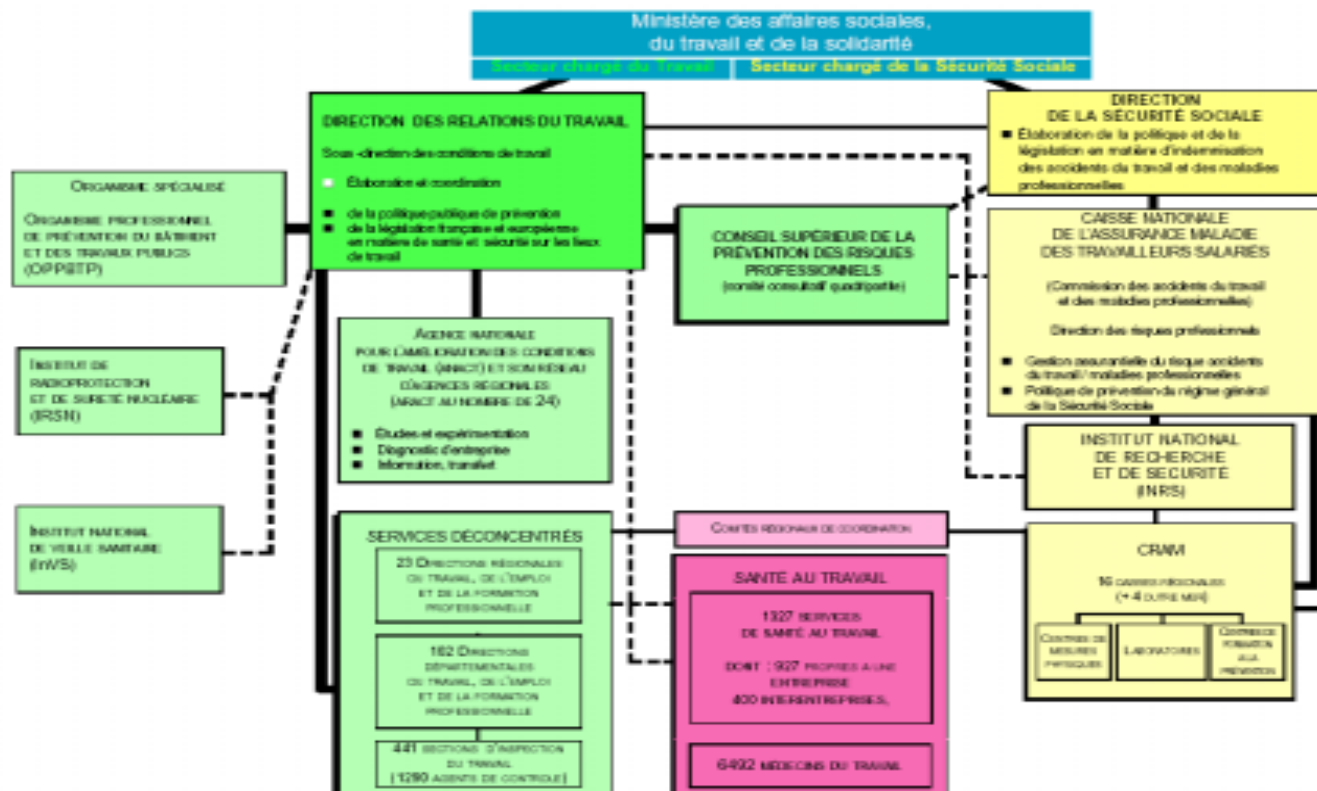 Ministère des affaires sociales,
du travail et de la solidarité
Secteur chargé du Travail
Secteur chargé de la Sécurité Sociale
DIRECTION DES RELATIONS DU TRAVAIL
Sous -direction des conditions de travail
Élaboration et coordination
de la politique publique de prévention
de la législation française et européenne
en matière de santé et sécurité sur les lieux
de travail
DIRECTION
DE LA SÉCURITÉ SOCIALE
Élaboration de la politique et de la
législation en matière d'indemnisation
des accidents du travail et des maladies
professionnelles
ORGANISME SPÉCIALISÉ
ORGANISME PROFESSIONNEL
DE PRÉVENTION DU BÂTIMENT
ET DES TRAVAUX PUBLICS
(OPPBTP)
CONSEIL SUPÉRIEUR DE LA
PRÉVENTION DES RISQUES
PROFESSIONNELS
(comité consultatif quadripartite)
CAISSE NATIONALE
DE L'ASSURANCE MALADIE
DES TRAVAILLEURS SALARIÉS
(Commission des accidents du travail
et des maladies professionnelles)
Direction des risques professionnels
Gestion assurantielle du risque accidents
du travail / maladies professionnelles
Politique de prévention du régime général
de la Sécurité Sociale
AGENCE NATIONALE
POUR L'AMÉLIORATION DES CONDITIONS
DE TRAVAIL (ANACT) ET SON RÉSEAU
D'AGENCES RÉGIONALES
(ARACT AU NOMBRE DE 24)
Études et expérimentation
Diagnostic d'entreprise
Information, transfert
INSTITUT DE
RADIOPROTECTION
ET DE SURETÉ NUCLÉAIRE
(IRSN)
INSTITUT NATIONAL
DE RECHERCHE
ET DE SÉCURITÉ
(INRS)
INSTITUT NATIONAL
DE VEILLE SANITAIRE
(InVS)
SERVICES DÉCONCENTRÉS
23 DIRECTIONS RÉGIONALES
DU TRAVAIL, DE L'EMPLOI
ET DE LA FORMATION
PROFESSIONNELLE
102 DIRECTIONS
DÉPARTEMENTALES
DU TRAVAIL, DE L'EMPLOI
ET DE LA FORMATION
PROFESSIONNELLE
441 SECTIONS D'INSPECTION
DU TRAVAIL
(1260 AGENTS DE CONTROLE)
COMITÉS RÉGIONAUX DE COORDINATION
SANTÉ AU TRAVAIL
1327 SERVICES
DE SANTÉ AU TRAVAIL
DONT : 927 PROPRES A UNE
ENTREPRISE
400 INTERENTREPRISES,
6492 MÉDECINS DU TRAVAIL
CRAM
16 CAISSES RÉGIONALES
(+ 4 OUTRE MER)
CENTRES DE
MESURES
PHYSIQUES
LABORATOIRES
CENTRES DE
FORMATION
A LA
PRÉVENTION